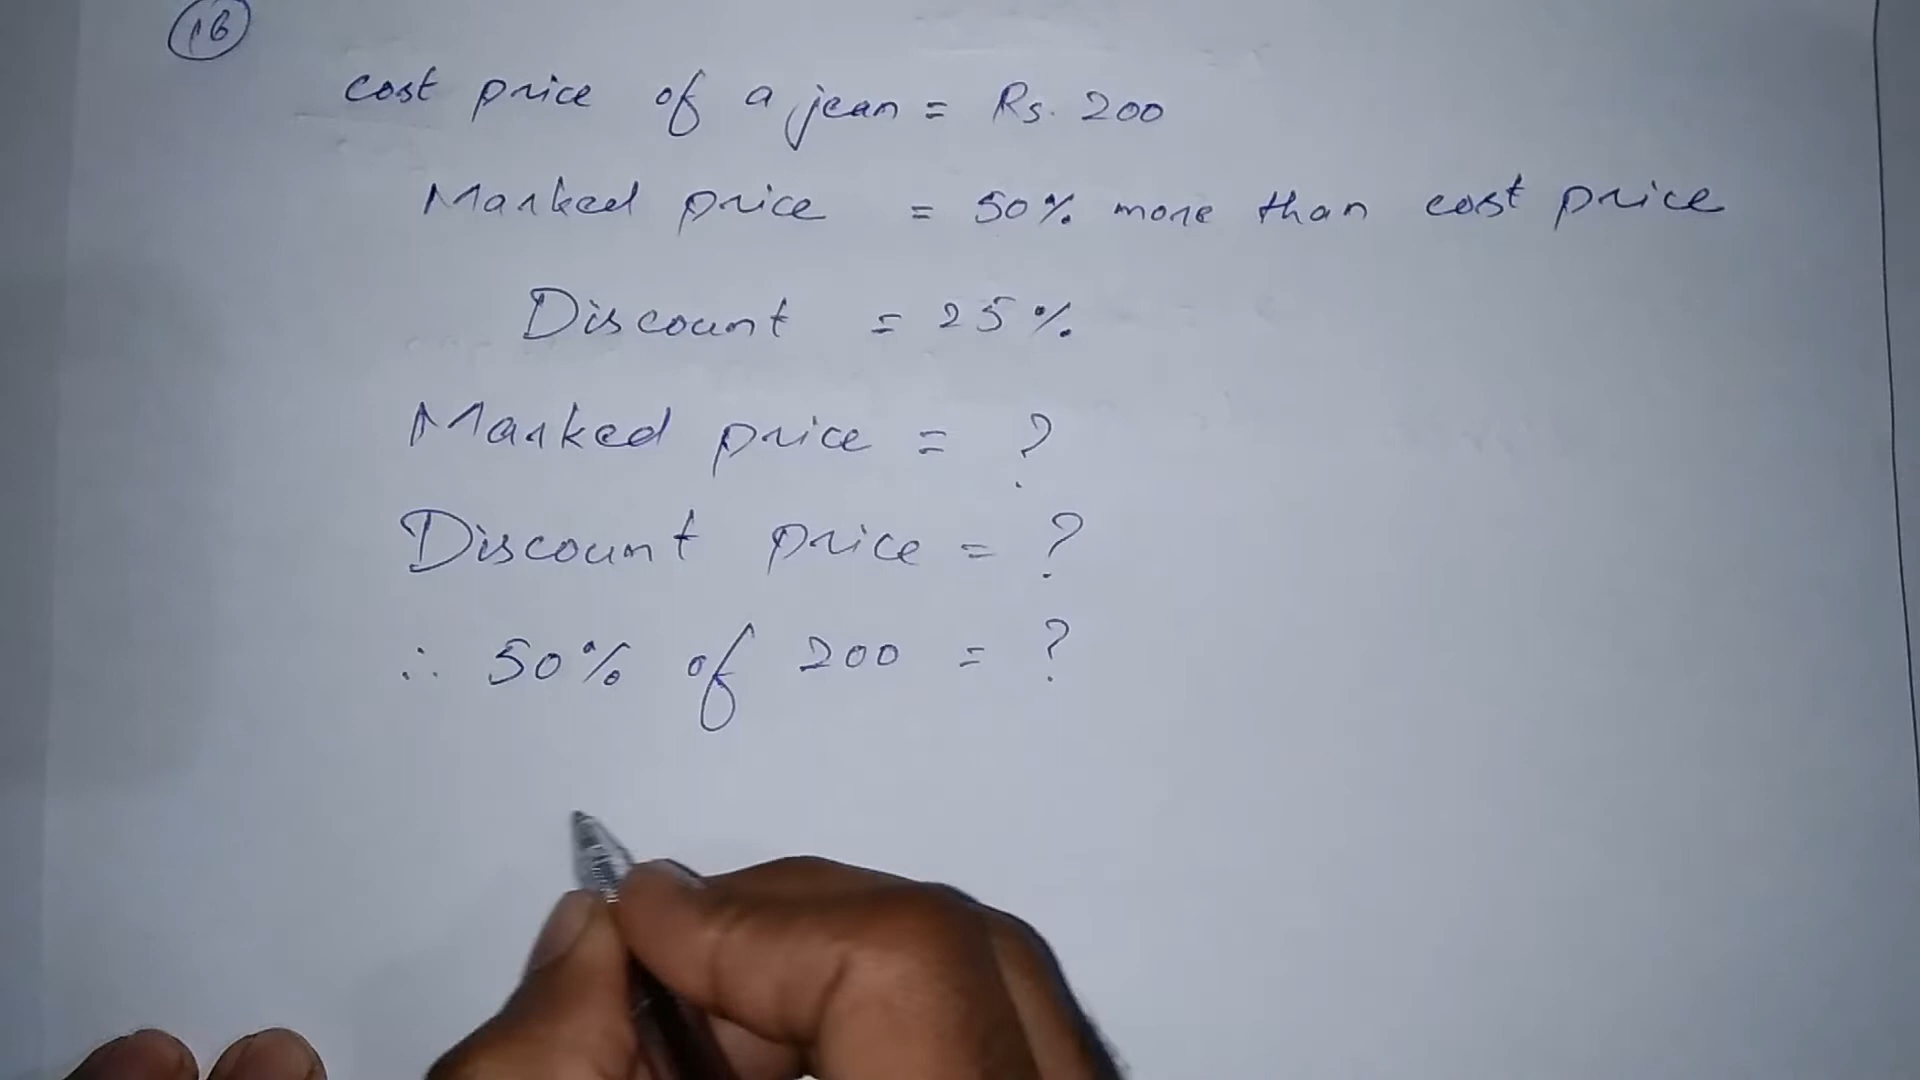 16
cost price of a jean = Rs. 200
Marked price = 50% more than cost price
Discount = 25%
Marked price = ?
Discount price = ?
∴ 50% of 200 = ?